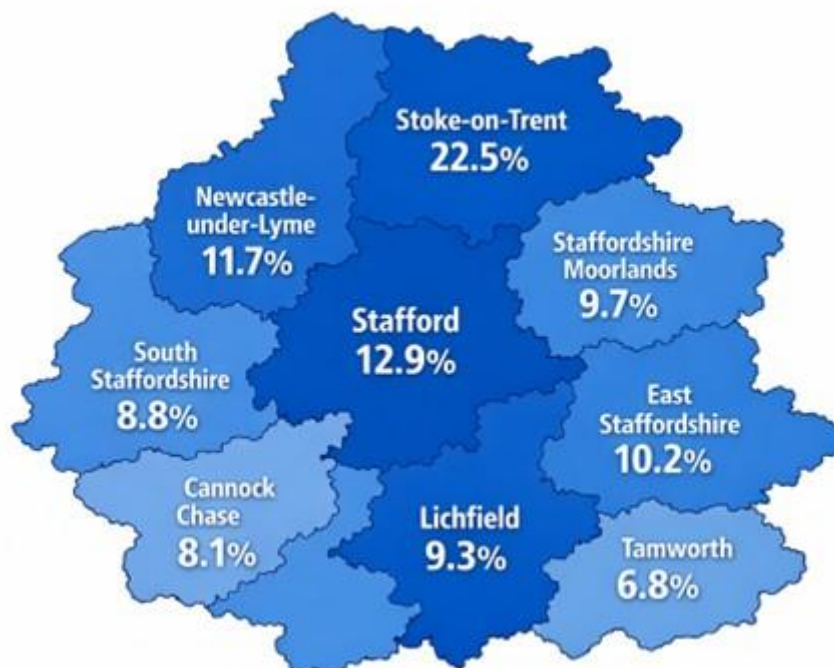 Stoke-on-Trent
22.5%
Newcastle-
under-Lyme
11.7%
Staffordshire
Moorlands
9.7%
Stafford
12.9%
South
Staffordshire
8.8%
East
Staffordshire
10.2%
Cannock
Chase
8.1%
Lichfield
9.3%
Tamworth
6.8%